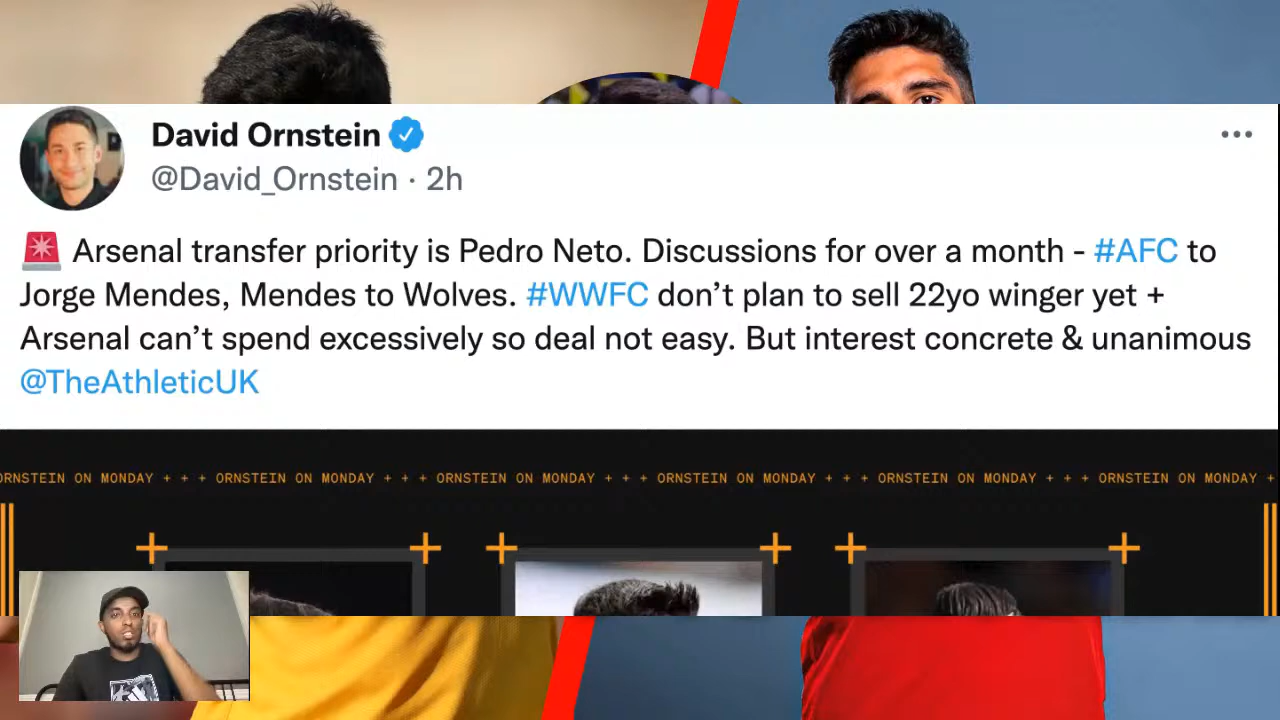 David Ornstein
@David_Ornstein · 2h
🚨 Arsenal transfer priority is Pedro Neto. Discussions for over a month - #AFC to
Jorge Mendes, Mendes to Wolves. #WWFC don’t plan to sell 22yo winger yet +
Arsenal can’t spend excessively so deal not easy. But interest concrete & unanimous
@TheAthleticUK
ORNSTEIN ON MONDAY + + + ORNSTEIN ON MONDAY + + + ORNSTEIN ON MONDAY + + + ORNSTEIN ON MONDAY + + + ORNSTEIN ON MONDAY + + + ORNSTEIN ON MONDAY +